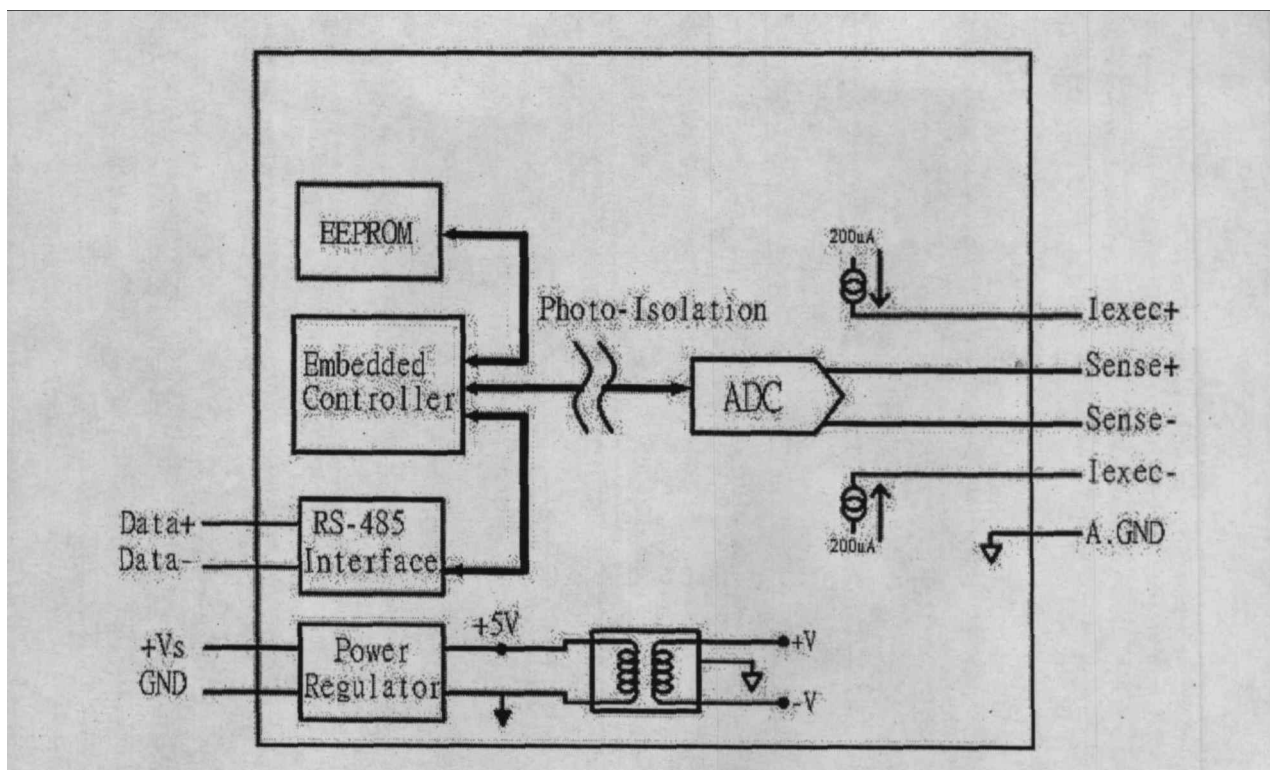 EEPROM
200uA
Photo-Isolation
Iexec+
Embedded
Controller
ADC
Sense+
Sense-
Iexec-
200uA
Data+
Data-
RS-485
Interface
A.GND
+Vs
GND
Power
Regulator
+5V
+V
-V